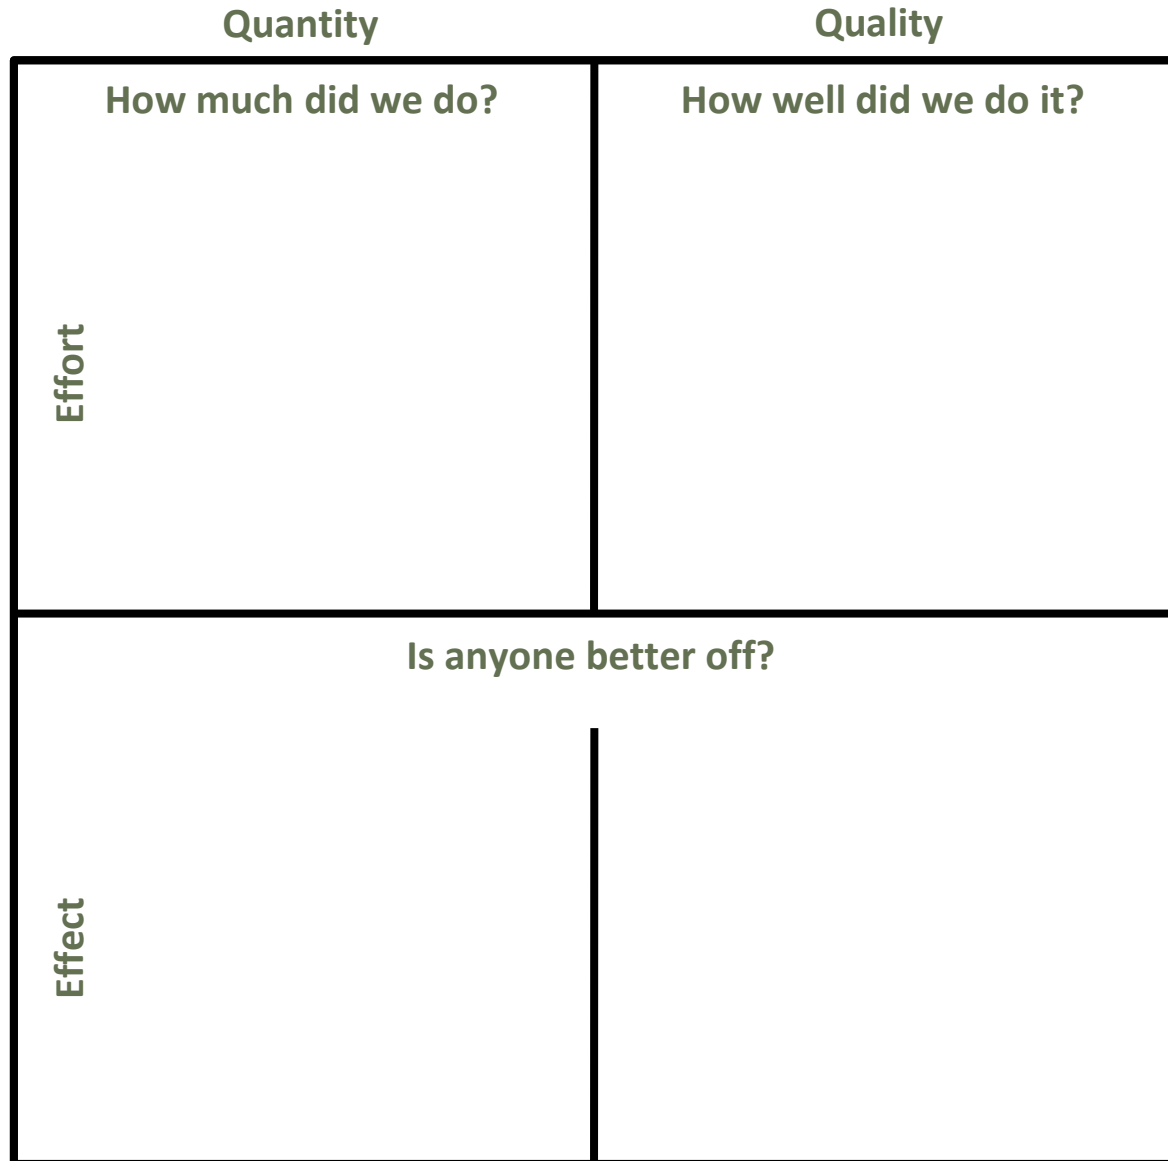 Quantity
Quality
How much did we do?
How well did we do it?
Effort
Is anyone better off?
Effect